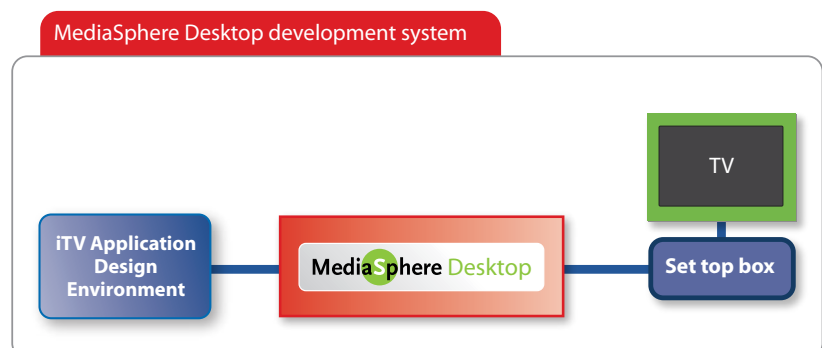 MediaSphere Desktop development system
TV
iTV Application
Design
Environment
MediaSphere Desktop
Set top box